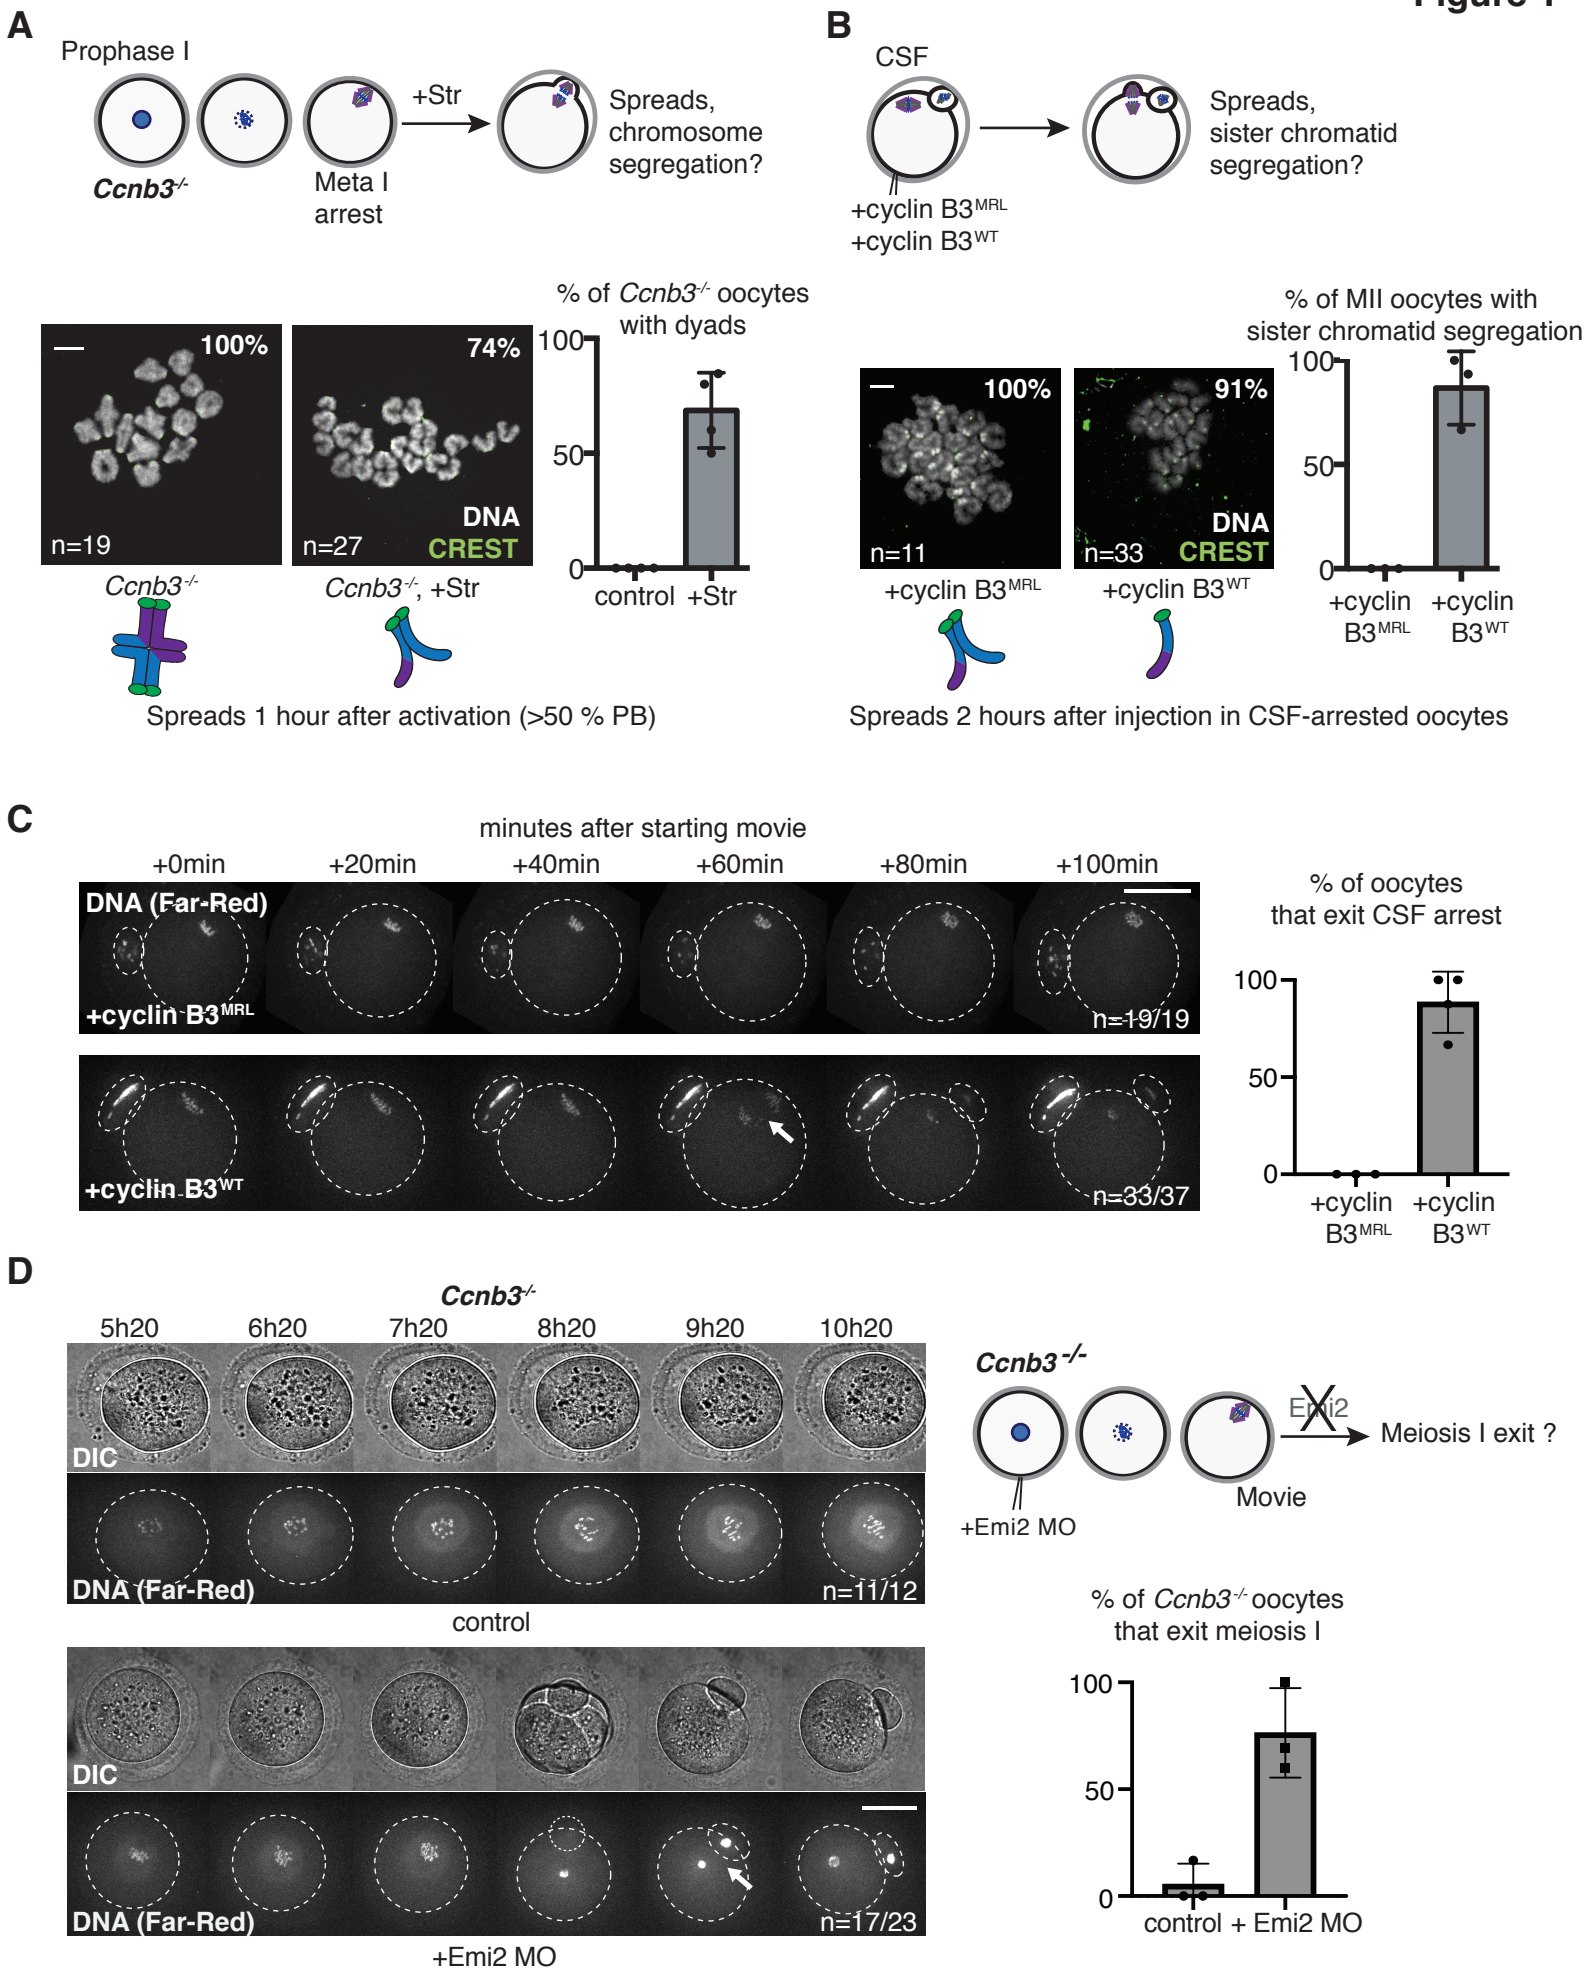 Figure 1
A
Prophase I
+Str
Spreads,
chromosome
segregation?
Ccnb3-/-
Meta I
arrest
% of Ccnb3-/- oocytes
with dyads
100%
n=19
74%
DNA
n=27
CREST
100
50
0
control +Str
Ccnb3-/-
Ccnb3-/-, +Str
Spreads 1 hour after activation (>50 % PB)
B
CSF
Spreads,
sister chromatid
segregation?
+cyclin B3MRL
+cyclin B3WT
% of MII oocytes with
sister chromatid segregation
100%
n=11
91%
DNA
n=33
CREST
100
50
0
+cyclin B3MRL
+cyclin B3WT
+cyclin
B3MRL
+cyclin
B3WT
Spreads 2 hours after injection in CSF-arrested oocytes
C
minutes after starting movie
+0min +20min +40min +60min +80min +100min
DNA (Far-Red)
+cyclin B3MRL
n=19/19
+cyclin B3WT
n=33/37
% of oocytes
that exit CSF arrest
100
50
0
+cyclin
B3MRL
+cyclin
B3WT
D
Ccnb3-/-
5h20 6h20 7h20 8h20 9h20 10h20
DIC
DNA (Far-Red)
n=11/12
control
DIC
DNA (Far-Red)
n=17/23
+Emi2 MO
Ccnb3-/-
Emi2
Meiosis I exit ?
Movie
+Emi2 MO
% of Ccnb3-/- oocytes
that exit meiosis I
100
50
0
control + Emi2 MO